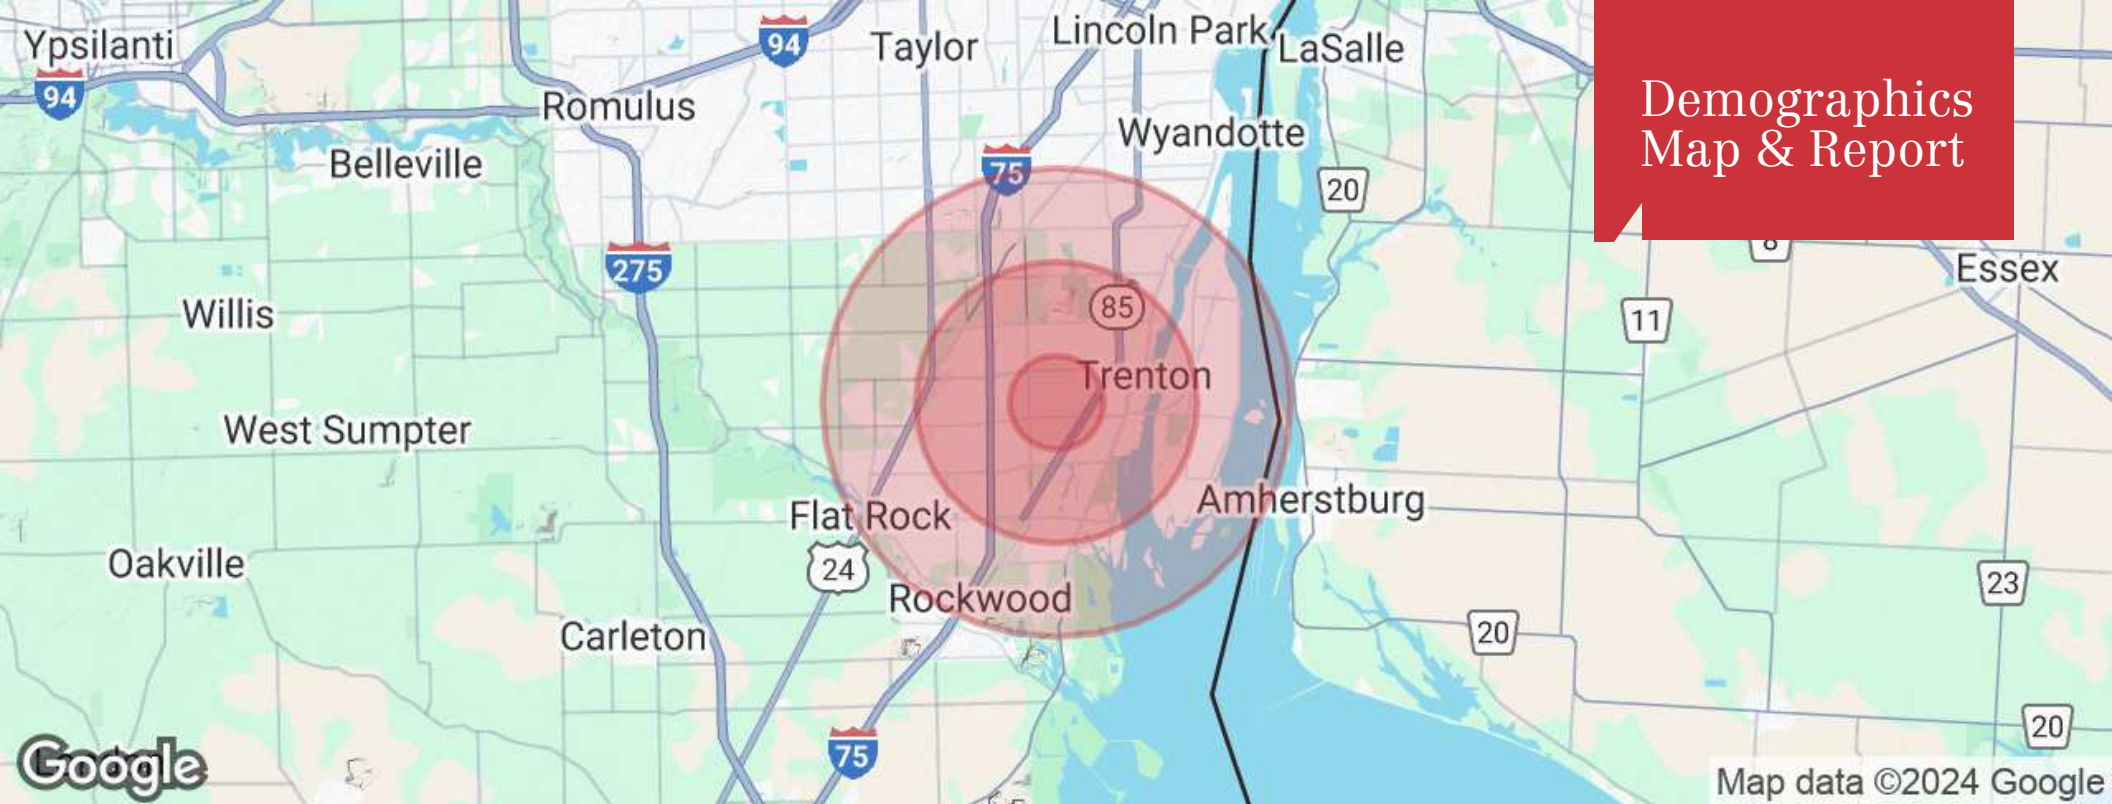 Ypsilanti
94
94
Taylor
Lincoln Park
LaSalle
Demographics
Map & Report
Romulus
Wyandotte
Belleville
75
20
8
275
Essex
Willis
85
11
Trenton
West Sumpter
Amherstburg
Flat Rock
24
Oakville
Rockwood
23
Carleton
20
20
75
Google
Map data ©2024 Google